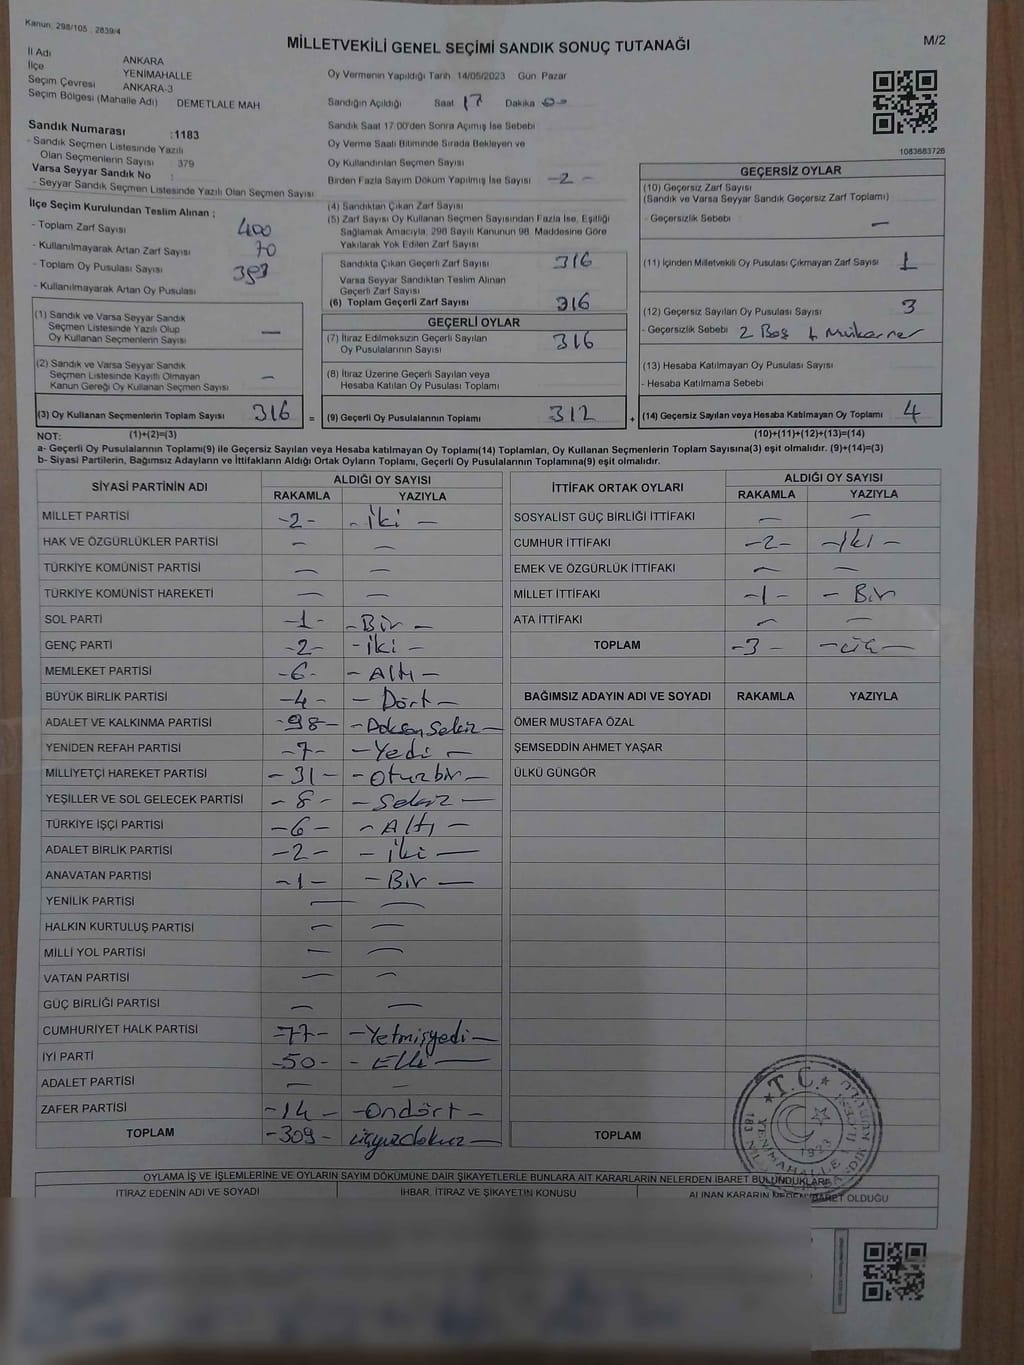 Kanun: 298/105 , 2839/4
MİLLETVEKİLİ GENEL SEÇİMİ SANDIK SONUÇ TUTANAĞI
M/2
İl Adı ANKARA
İlçe YENİMAHALLE
Seçim Çevresi ANKARA-3
Seçim Bölgesi (Mahalle Adı) DEMETLALE MAH
Oy Vermenin Yapıldığı Tarih 14/05/2023 Gün Pazar
Sandığın Açıldığı Saat 17 Dakika 00
Sandık Saat 17:00'den Sonra Açılmış İse Sebebi
Oy Verme Saati Bitiminde Sırada Bekleyen ve
Oy Kullandırılan Seçmen Sayısı
Birden Fazla Sayım Döküm Yapılmış İse Sayısı -2-
1083683726
Sandık Numarası :1183
- Sandık Seçmen Listesinde Yazılı
Olan Seçmenlerin Sayısı : 379
Varsa Seyyar Sandık No :
- Seyyar Sandık Seçmen Listesinde Yazılı Olan Seçmen Sayısı
İlçe Seçim Kurulundan Teslim Alınan ;
- Toplam Zarf Sayısı 400
- Kullanılmayarak Artan Zarf Sayısı 70
- Toplam Oy Pusulası Sayısı
- Kullanılmayarak Artan Oy Pusulası
(1) Sandık ve Varsa Seyyar Sandık
Seçmen Listesinde Yazılı Olup
Oy Kullanan Seçmenlerin Sayısı —
(2) Sandık ve Varsa Seyyar Sandık
Seçmen Listesinde Kayıtlı Olmayan
Kanun Gereği Oy Kullanan Seçmen Sayısı —
(3) Oy Kullanan Seçmenlerin Toplam Sayısı 316
(1)+(2)=(3)
(4) Sandıktan Çıkan Zarf Sayısı
(5) Zarf Sayısı Oy Kullanan Seçmen Sayısından Fazla İse, Eşitliği
Sağlamak Amacıyla, 298 Sayılı Kanunun 98. Maddesine Göre
Yakılarak Yok Edilen Zarf Sayısı
Sandıkta Çıkan Geçerli Zarf Sayısı 316
Varsa Seyyar Sandıktan Teslim Alınan
Geçerli Zarf Sayısı
(6) Toplam Geçerli Zarf Sayısı 316
GEÇERLİ OYLAR
(7) İtiraz Edilmeksizin Geçerli Sayılan
Oy Pusulalarının Sayısı 316
(8) İtiraz Üzerine Geçerli Sayılan veya
Hesaba Katılan Oy Pusulası Toplamı
= (9) Geçerli Oy Pusulalarının Toplamı 312 +
GEÇERSİZ OYLAR
(10) Geçersiz Zarf Sayısı
(Sandık ve Varsa Seyyar Sandık Geçersiz Zarf Toplamı)
- Geçersizlik Sebebi —
(11) İçinden Milletvekili Oy Pusulası Çıkmayan Zarf Sayısı 1
(12) Geçersiz Sayılan Oy Pusulası Sayısı 3
- Geçersizlik Sebebi 2 Boş
(13) Hesaba Katılmayan Oy Pusulası Sayısı
- Hesaba Katılmama Sebebi
(14) Geçersiz Sayılan veya Hesaba Katılmayan Oy Toplamı 4
(10)+(11)+(12)+(13)=(14)
NOT:
a- Geçerli Oy Pusulalarının Toplamı(9) ile Geçersiz Sayılan veya Hesaba katılmayan Oy Toplamı(14) Toplamları, Oy Kullanan Seçmenlerin Toplam Sayısına(3) eşit olmalıdır. (9)+(14)=(3)
b- Siyasi Partilerin, Bağımsız Adayların ve İttifakların Aldığı Ortak Oyların Toplamı, Geçerli Oy Pusulalarının Toplamına(9) eşit olmalıdır.
SİYASİ PARTİNİN ADI ALDIĞI OY SAYISI
RAKAMLA YAZIYLA
MİLLET PARTİSİ -2- - iki -
HAK VE ÖZGÜRLÜKLER PARTİSİ — —
TÜRKİYE KOMÜNİST PARTİSİ — —
TÜRKİYE KOMÜNİST HAREKETİ — —
SOL PARTİ -1- - Bir -
GENÇ PARTİ -2- - iki -
MEMLEKET PARTİSİ -6- - Altı -
BÜYÜK BİRLİK PARTİSİ -4- - Dört -
ADALET VE KALKINMA PARTİSİ -98- - Doksan Sekiz -
YENİDEN REFAH PARTİSİ -7- - Yedi -
MİLLİYETÇİ HAREKET PARTİSİ -31- - Otuzbir -
YEŞİLLER VE SOL GELECEK PARTİSİ -8- - Sekiz -
TÜRKİYE İŞÇİ PARTİSİ -6- - Altı -
ADALET BİRLİK PARTİSİ -2- - iki -
ANAVATAN PARTİSİ -1- - Bir -
YENİLİK PARTİSİ — —
HALKIN KURTULUŞ PARTİSİ — —
MİLLİ YOL PARTİSİ — —
VATAN PARTİSİ — —
GÜÇ BİRLİĞİ PARTİSİ — —
CUMHURİYET HALK PARTİSİ -77- - Yetmişyedi -
İYİ PARTİ -50- - Elli -
ADALET PARTİSİ — —
ZAFER PARTİSİ -14- - Ondört -
TOPLAM -309- üçyüzdokuz -
İTTİFAK ORTAK OYLARI ALDIĞI OY SAYISI
RAKAMLA YAZIYLA
SOSYALİST GÜÇ BİRLİĞİ İTTİFAKI — —
CUMHUR İTTİFAKI -2- - iki -
EMEK VE ÖZGÜRLÜK İTTİFAKI — —
MİLLET İTTİFAKI -1- - Bir
ATA İTTİFAKI — —
TOPLAM -3- - üç -
BAĞIMSIZ ADAYIN ADI VE SOYADI RAKAMLA YAZIYLA
ÖMER MUSTAFA ÖZAL
ŞEMSEDDİN AHMET YAŞAR
ÜLKÜ GÜNGÖR
TOPLAM
T.C.
YENİMAHALLE
1923
OYLAMA İŞ VE İŞLEMLERİNE VE OYLARIN SAYIM DÖKÜMÜNE DAİR ŞİKAYETLERLE BUNLARA AİT KARARLARIN NELERDEN İBARET BULUNDUKLARI
İTİRAZ EDENİN ADI VE SOYADI İHBAR, İTİRAZ VE ŞİKAYETİN KONUSU ALINAN KARARIN NEDEN İBARET OLDUĞU